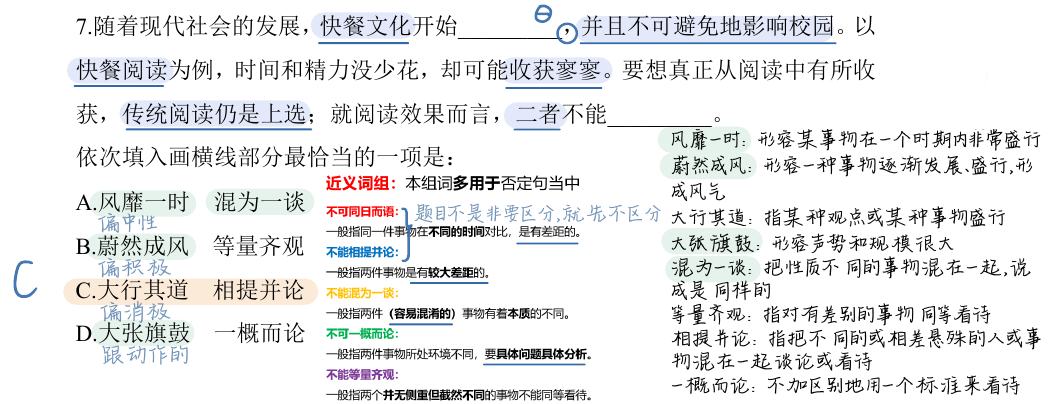 7.随着现代社会的发展，快餐文化开始__________，并且不可避免地影响校园。以
快餐阅读为例，时间和精力没少花，却可能收获寥寥。要想真正从阅读中有所收
获，传统阅读仍是上选；就阅读效果而言，二者不能__________。
依次填入画横线部分最恰当的一项是：
A.风靡一时 混为一谈
偏中性
B.蔚然成风 等量齐观
偏积极
C
C.大行其道 相提并论
偏消极
D.大张旗鼓 一概而论
跟动作的
近义词组：本组词多用于否定句当中
不可同日而语：
题目不是非要区分,就先不区分
一般指同一件事物在不同的时间对比，是有差距的。
不能相提并论：
一般指两件事物是有较大差距的。
不能混为一谈：
一般指两件（容易混淆的）事物有着本质的不同。
不可一概而论：
一般指两件事物所处环境不同，要具体问题具体分析。
不能等量齐观：
一般指两个并无侧重但截然不同的事物不能同等看待。
风靡一时：形容某事物在一个时期内非常盛行
蔚然成风：形容一种事物逐渐发展、盛行,形
成风气
大行其道：指某种观点或某种事物盛行
大张旗鼓：形容声势和规模很大
混为一谈：把性质不同的事物混在一起,说
成是同样的
等量齐观：指对有差别的事物同等看待
相提并论：指把不同的或相差悬殊的人或事
物混在一起谈论或看待
一概而论：不加区别地用一个标准来看待